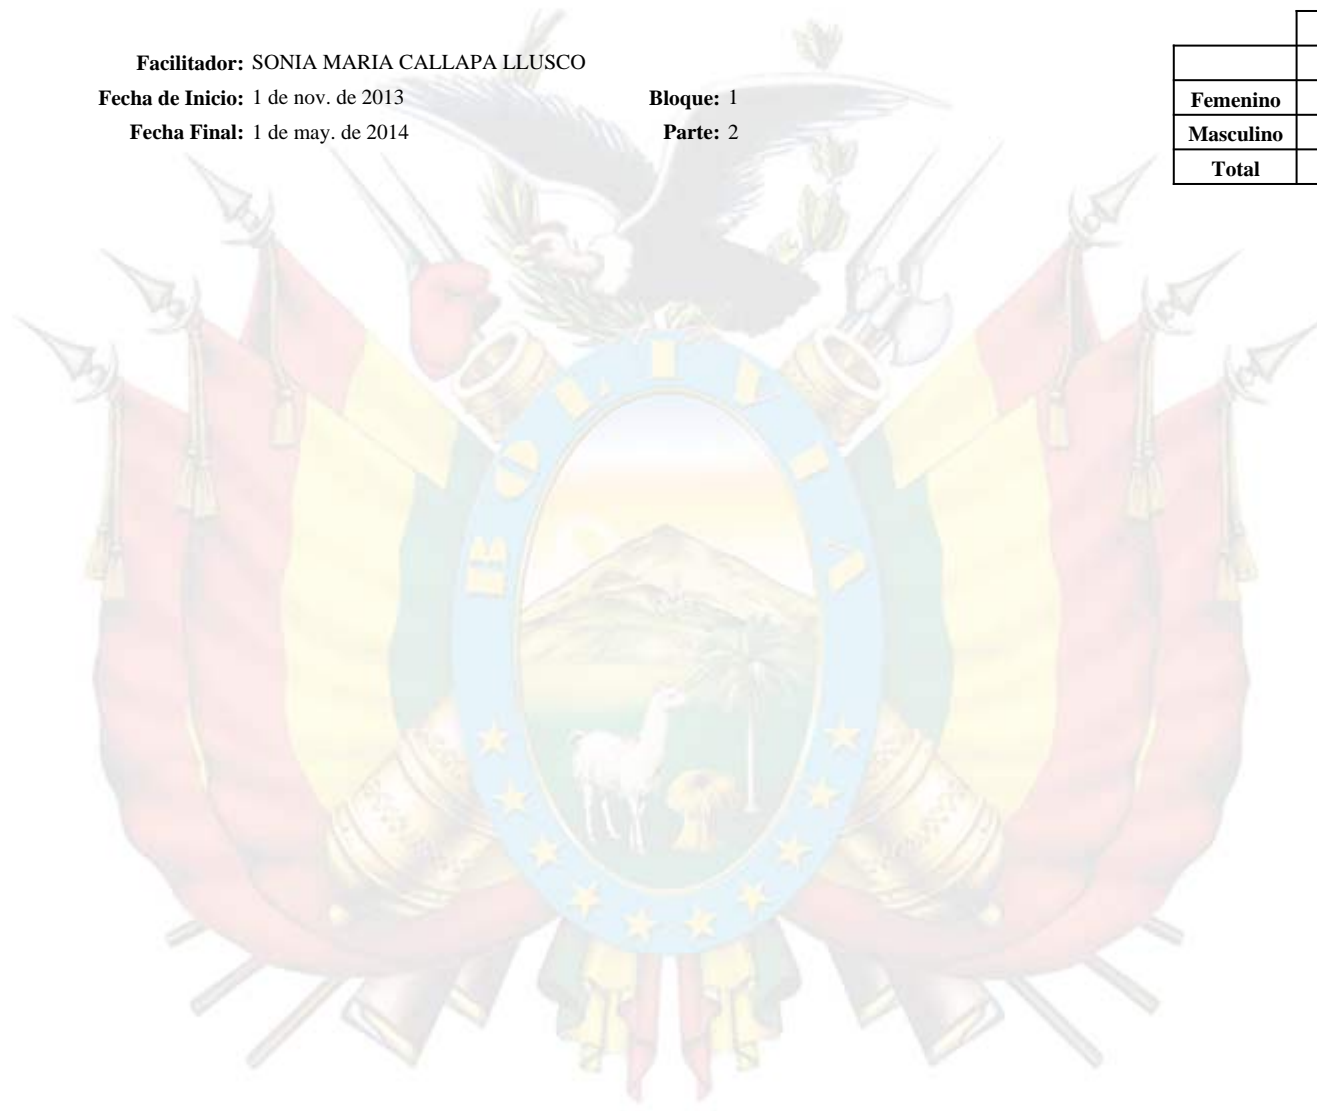 Facilitador: SONIA MARIA CALLAPA LLUSCO
Fecha de Inicio: 1 de nov. de 2013 Bloque: 1
Fecha Final: 1 de may. de 2014 Parte: 2
Femenino
Masculino
Total
BOLIVIA